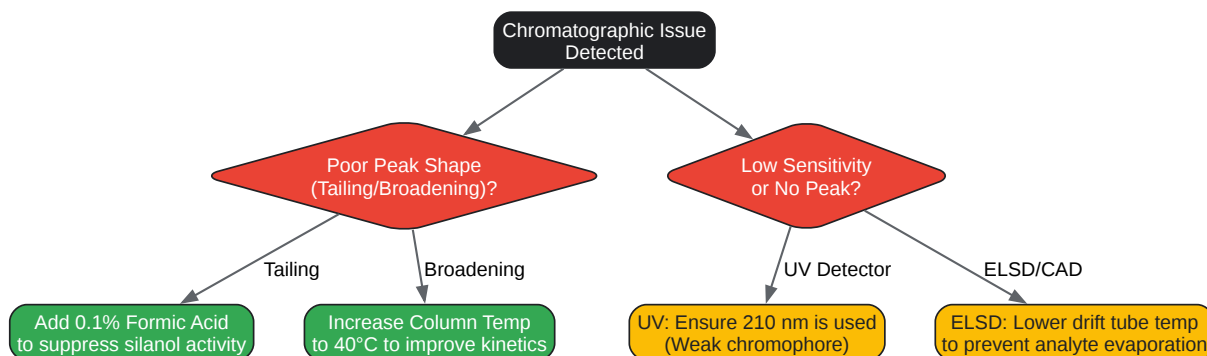 Chromatographic Issue
Detected
Poor Peak Shape
(Tailing/Broadening)?
Low Sensitivity
or No Peak?
Tailing
Broadening
UV Detector
ELSD/CAD
Add 0.1% Formic Acid
to suppress silanol activity
Increase Column Temp
to 40°C to improve kinetics
UV: Ensure 210 nm is used
(Weak chromophore)
ELSD: Lower drift tube temp
to prevent analyte evaporation